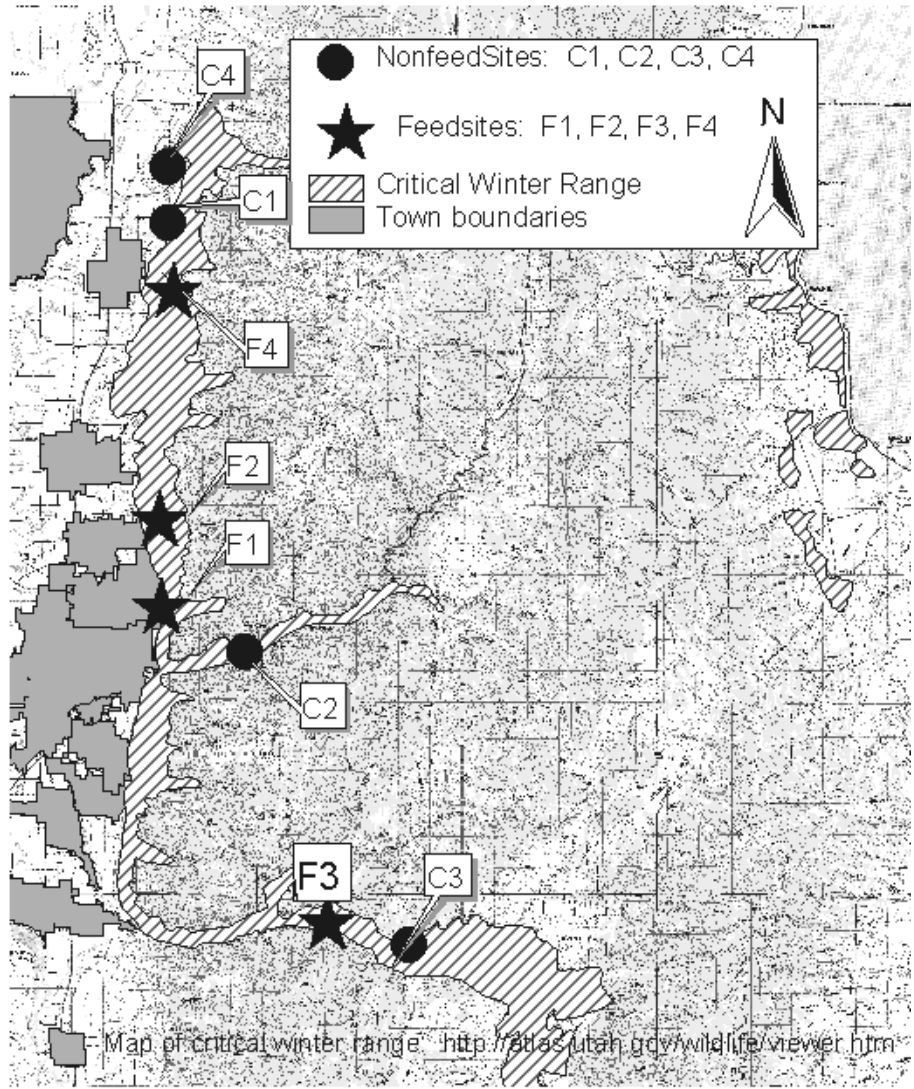 C4
NonfeedSites: C1, C2, C3, C4
Feedsites: F1, F2, F3, F4
N
Critical Winter Range
Town boundaries
C1
F4
F2
F1
C2
F3
C3
Map of critical winter range http://atlas.utah.gov/wildlife/viewer.htm